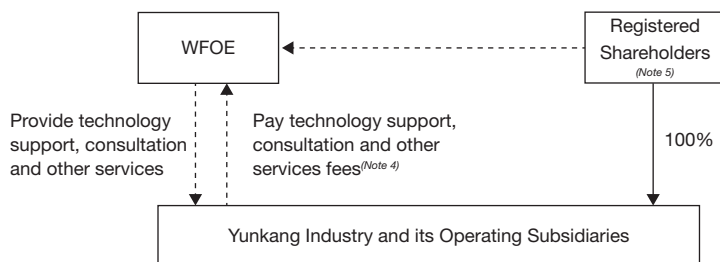 WFOE
Registered
Shareholders
(Note 5)
Provide technology
support, consultation
and other services
Pay technology support,
consultation and other
services fees(Note 4)
100%
Yunkang Industry and its Operating Subsidiaries